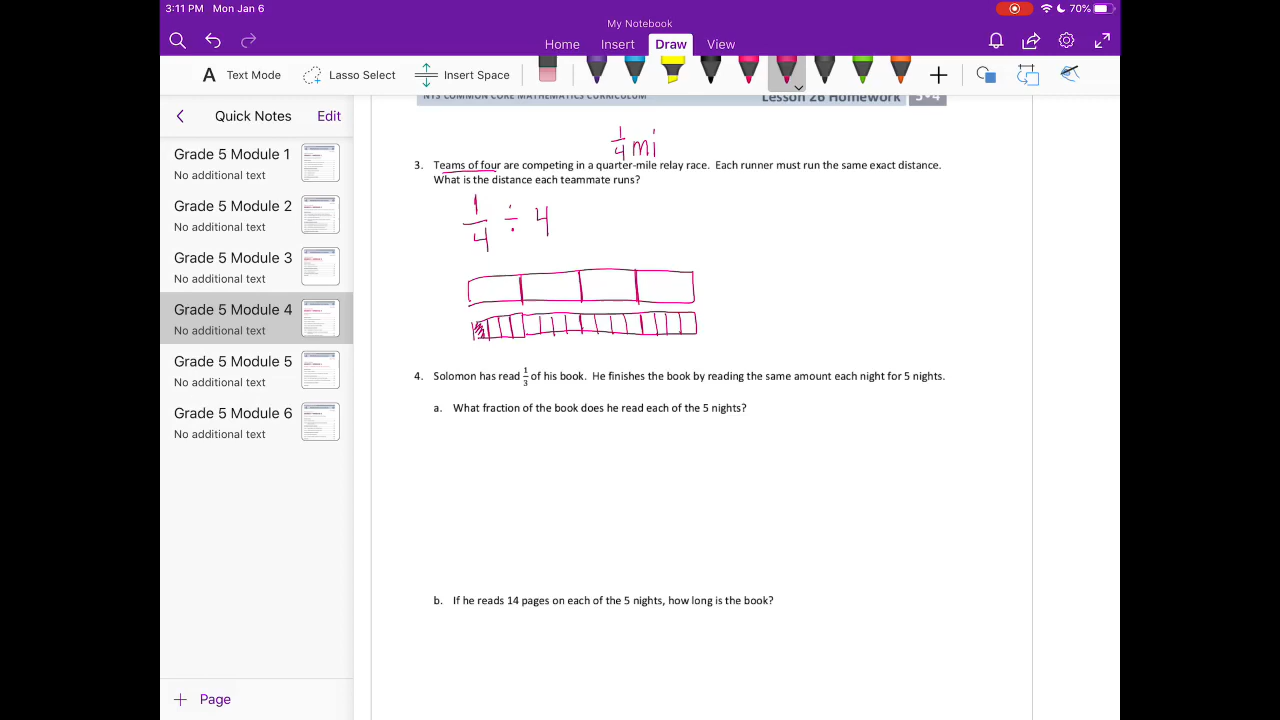 3:11 PM Mon Jan 6
70%
My Notebook
Home Insert Draw View
Text Mode Lasso Select Insert Space
Quick Notes Edit
Grade 5 Module 1
No additional text
Grade 5 Module 2
No additional text
Grade 5 Module 3
No additional text
Grade 5 Module 4
No additional text
Grade 5 Module 5
No additional text
Grade 5 Module 6
No additional text
Page
NYS COMMON CORE MATHEMATICS CURRICULUM Lesson 26 Homework 5•4
1/4 mi
3. Teams of four are competing in a quarter-mile relay race. Each runner must run the same exact distance.
What is the distance each teammate runs?
1/4 ÷ 4
4. Solomon has read 1/3 of his book. He finishes the book by reading the same amount each night for 5 nights.
a. What fraction of the book does he read each of the 5 nights?
b. If he reads 14 pages on each of the 5 nights, how long is the book?